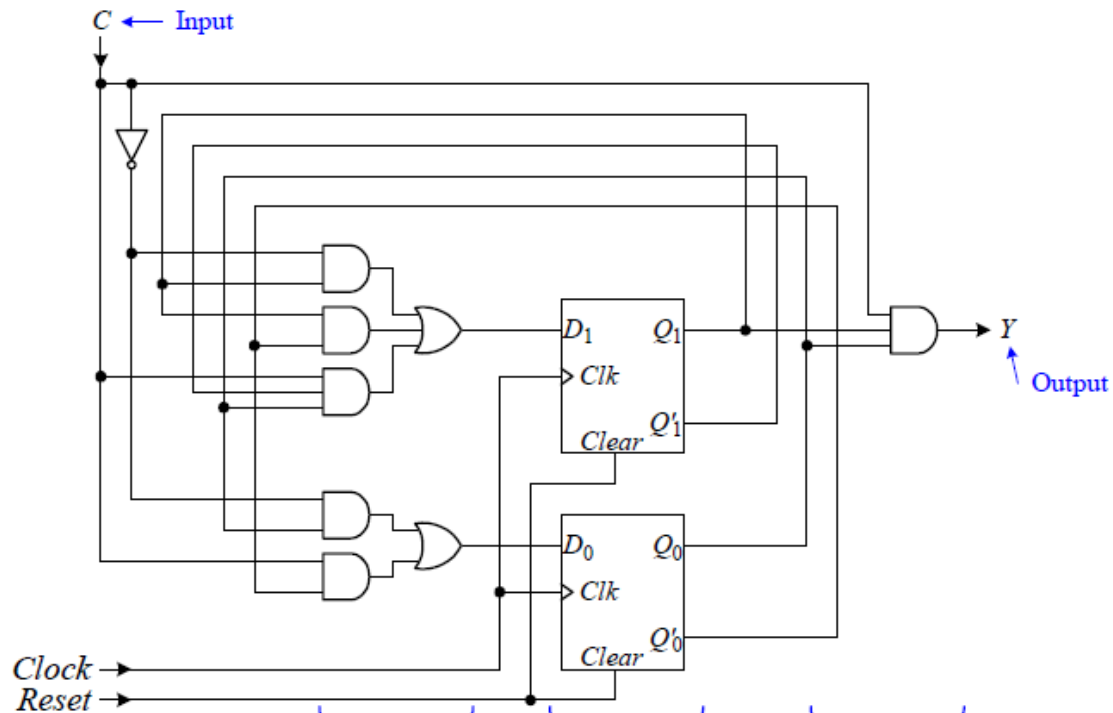 C Input
D₁ Q₁
Y
Clk
Output
Q'₁
Clear
D₀ Q₀
Clk
Q'₀
Clock Clear
Reset